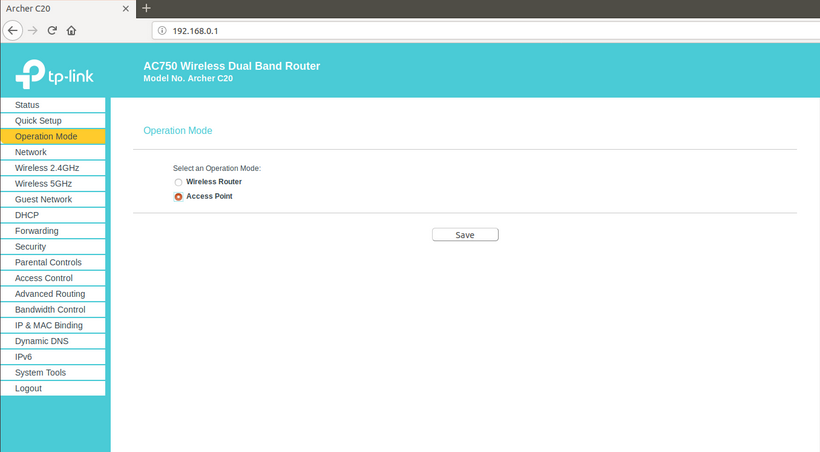 Archer C20
192.168.0.1
tp-link
AC750 Wireless Dual Band Router
Model No. Archer C20
Status
Quick Setup
Operation Mode
Network
Wireless 2.4GHz
Wireless 5GHz
Guest Network
DHCP
Forwarding
Security
Parental Controls
Access Control
Advanced Routing
Bandwidth Control
IP & MAC Binding
Dynamic DNS
IPv6
System Tools
Logout
Operation Mode
Select an Operation Mode:
Wireless Router
Access Point
Save